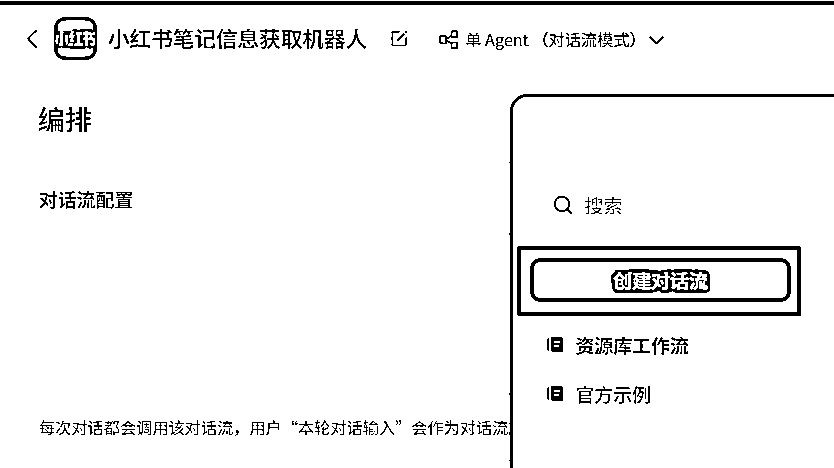 小红书
小红书笔记信息获取机器人
单 Agent（对话流模式）
编排
对话流配置
搜索
创建对话流
资源库工作流
官方示例
每次对话都会调用该对话流，用户“本轮对话输入”会作为对话流